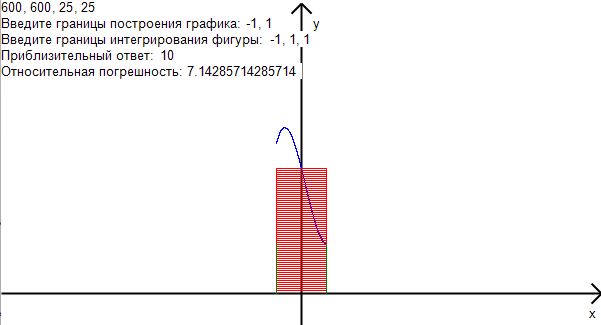 600, 600, 25, 25
Введите границы построения графика: -1, 1
y
Введите границы интегрирования фигуры: -1, 1, 1
Приблизительный ответ: 10
Относительная погрешность: 7.14285714285714
x